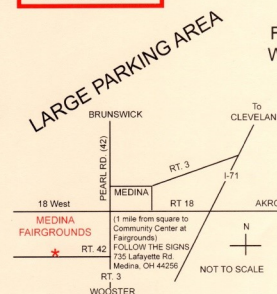 LARGE PARKING AREA
BRUNSWICK
To
CLEVELAN
PEARL RD. (42)
RT. 3
I-71
MEDINA
18 West
RT 18
AKRO
MEDINA
FAIRGROUNDS
*
RT. 42
(1 mile from square to
Community Center at
Fairgrounds)
FOLLOW THE SIGNS
735 Lafayette Rd.
Medina, OH 44256
N
NOT TO SCALE
RT. 3
WOOSTER